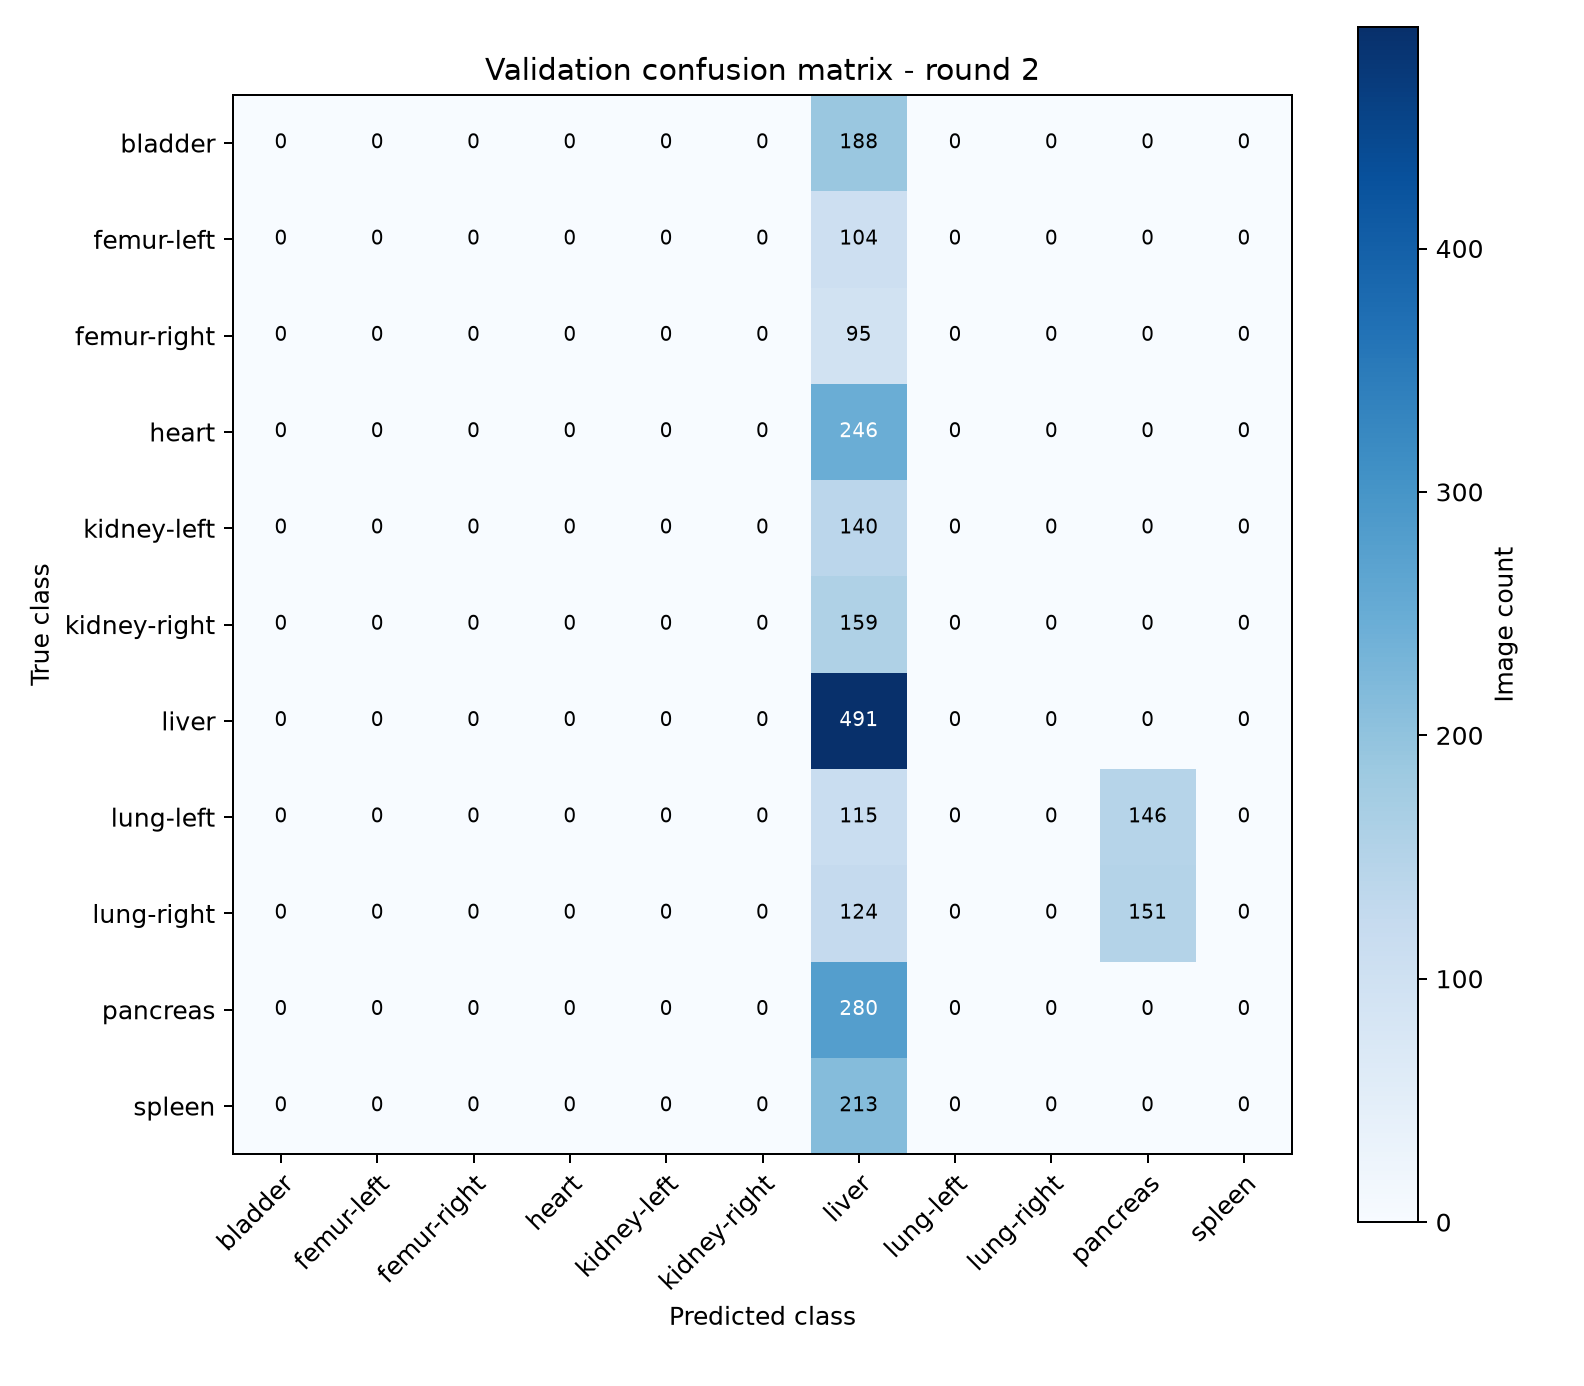 Validation confusion matrix - round 2
bladder 0 0 0 0 0 0 188 0 0 0 0
femur-left 0 0 0 0 0 0 104 0 0 0 0
femur-right 0 0 0 0 0 0 95 0 0 0 0
heart 0 0 0 0 0 0 246 0 0 0 0
kidney-left 0 0 0 0 0 0 140 0 0 0 0
kidney-right 0 0 0 0 0 0 159 0 0 0 0
liver 0 0 0 0 0 0 491 0 0 0 0
lung-left 0 0 0 0 0 0 115 0 0 146 0
lung-right 0 0 0 0 0 0 124 0 0 151 0
pancreas 0 0 0 0 0 0 280 0 0 0 0
spleen 0 0 0 0 0 0 213 0 0 0 0
True class
bladder femur-left femur-right heart kidney-left kidney-right liver lung-left lung-right pancreas spleen
Predicted class
400
300
200
100
0
Image count